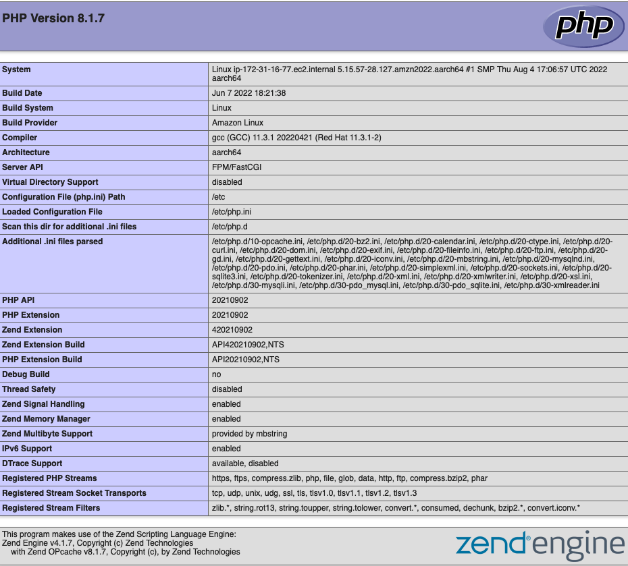 PHP Version 8.1.7
php
System Linux ip-172-31-16-77.ec2.internal 5.15.57-28.127.amzn2022.aarch64 #1 SMP Thu Aug 4 17:06:57 UTC 2022
aarch64
Build Date Jun 7 2022 18:21:38
Build System Linux
Build Provider Amazon Linux
Compiler gcc (GCC) 11.3.1 20220421 (Red Hat 11.3.1-2)
Architecture aarch64
Server API FPM/FastCGI
Virtual Directory Support disabled
Configuration File (php.ini) Path /etc
Loaded Configuration File /etc/php.ini
Scan this dir for additional .ini files /etc/php.d
Additional .ini files parsed /etc/php.d/10-opcache.ini, /etc/php.d/20-bz2.ini, /etc/php.d/20-calendar.ini, /etc/php.d/20-ctype.ini, /etc/php.d/20-
curl.ini, /etc/php.d/20-dom.ini, /etc/php.d/20-exif.ini, /etc/php.d/20-fileinfo.ini, /etc/php.d/20-ftp.ini, /etc/php.d/20-
gd.ini, /etc/php.d/20-gettext.ini, /etc/php.d/20-iconv.ini, /etc/php.d/20-mbstring.ini, /etc/php.d/20-mysqlnd.ini,
/etc/php.d/20-pdo.ini, /etc/php.d/20-phar.ini, /etc/php.d/20-simplexml.ini, /etc/php.d/20-sockets.ini, /etc/php.d/20-
sqlite3.ini, /etc/php.d/20-tokenizer.ini, /etc/php.d/20-xml.ini, /etc/php.d/20-xmlwriter.ini, /etc/php.d/20-xsl.ini,
/etc/php.d/30-mysqli.ini, /etc/php.d/30-pdo_mysql.ini, /etc/php.d/30-pdo_sqlite.ini, /etc/php.d/30-xmlreader.ini
PHP API 20210902
PHP Extension 20210902
Zend Extension 420210902
Zend Extension Build API420210902,NTS
PHP Extension Build API20210902,NTS
Debug Build no
Thread Safety disabled
Zend Signal Handling enabled
Zend Memory Manager enabled
Zend Multibyte Support provided by mbstring
IPv6 Support enabled
DTrace Support available, disabled
Registered PHP Streams https, ftps, compress.zlib, php, file, glob, data, http, ftp, compress.bzip2, phar
Registered Stream Socket Transports tcp, udp, unix, udg, ssl, tls, tlsv1.0, tlsv1.1, tlsv1.2, tlsv1.3
Registered Stream Filters zlib.*, string.rot13, string.toupper, string.tolower, convert.*, consumed, dechunk, bzip2.*, convert.iconv.*
This program makes use of the Zend Scripting Language Engine:
Zend Engine v4.1.7, Copyright (c) Zend Technologies
with Zend OPcache v8.1.7, Copyright (c), by Zend Technologies
zend engine